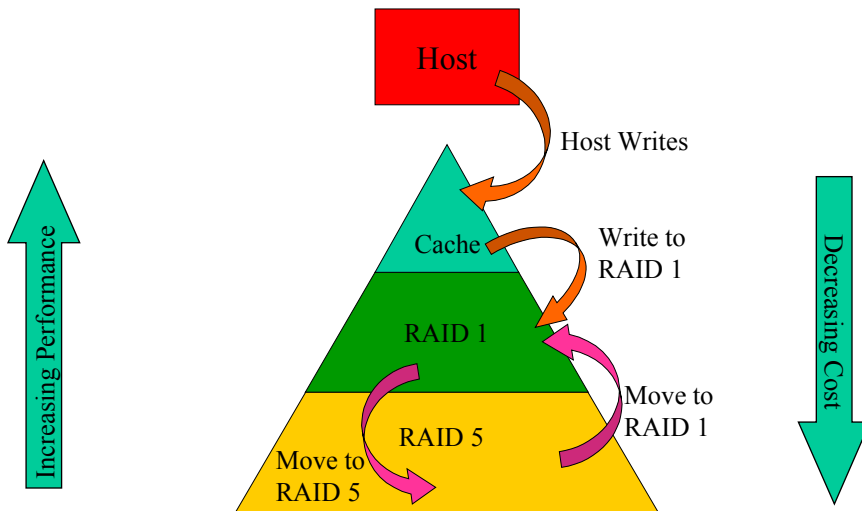 Host
Host Writes
Cache
Write to
RAID 1
RAID 1
Move to
RAID 1
RAID 5
Move to
RAID 5
Increasing Performance
Decreasing Cost